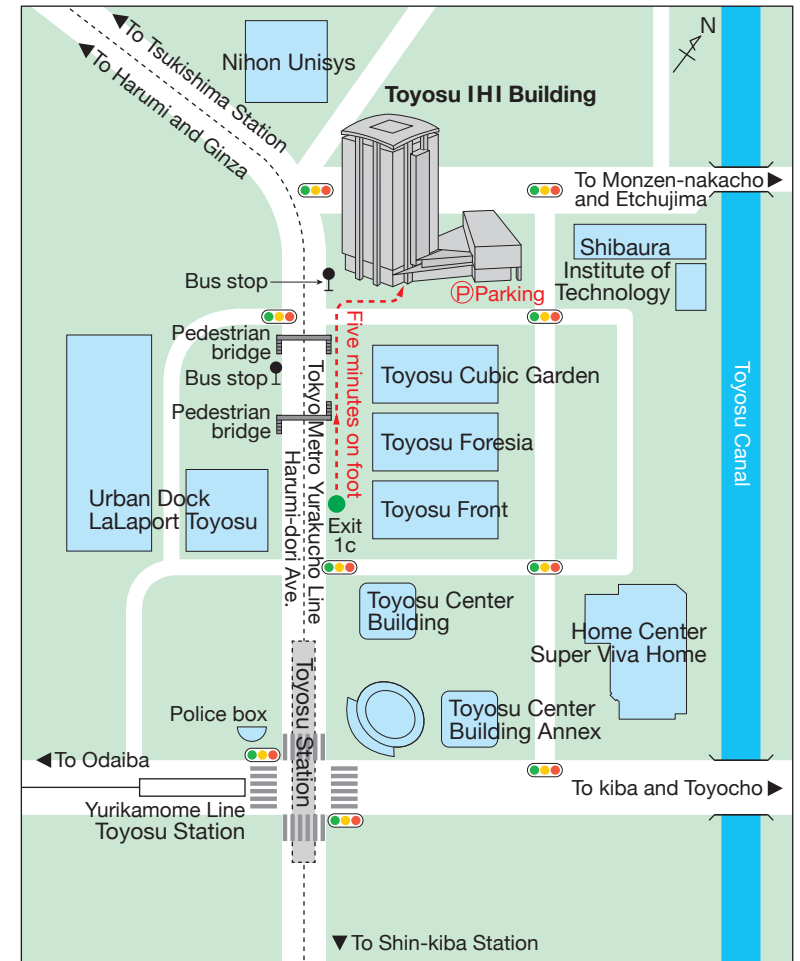 N
To Tsukishima Station
To Harumi and Ginza
Nihon Unisys
Toyosu IHI Building
To Monzen-nakacho
and Etchujima
Shibaura
Institute of
Technology
Bus stop
P Parking
Pedestrian
bridge
Bus stop
Pedestrian
bridge
Five minutes on foot
Tokyo Metro Yurakucho Line
Harumi-dori Ave.
Toyosu Cubic Garden
Toyosu Foresia
Toyosu Front
Toyosu Canal
Urban Dock
LaLaport Toyosu
Exit
1c
Toyosu Center
Building
Home Center
Super Viva Home
Toyosu Station
Police box
Toyosu Center
Building Annex
To Odaiba
To kiba and Toyocho
Yurikamome Line
Toyosu Station
To Shin-kiba Station